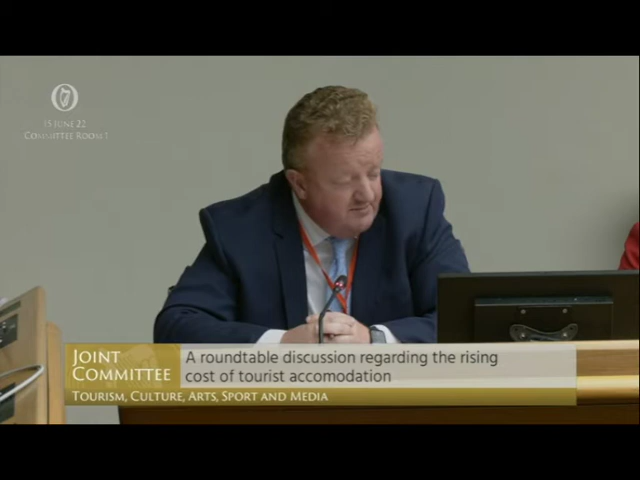 15 JUNE 22
COMMITTEE ROOM 1
JOINT
COMMITTEE
A roundtable discussion regarding the rising
cost of tourist accomodation
TOURISM, CULTURE, ARTS, SPORT AND MEDIA